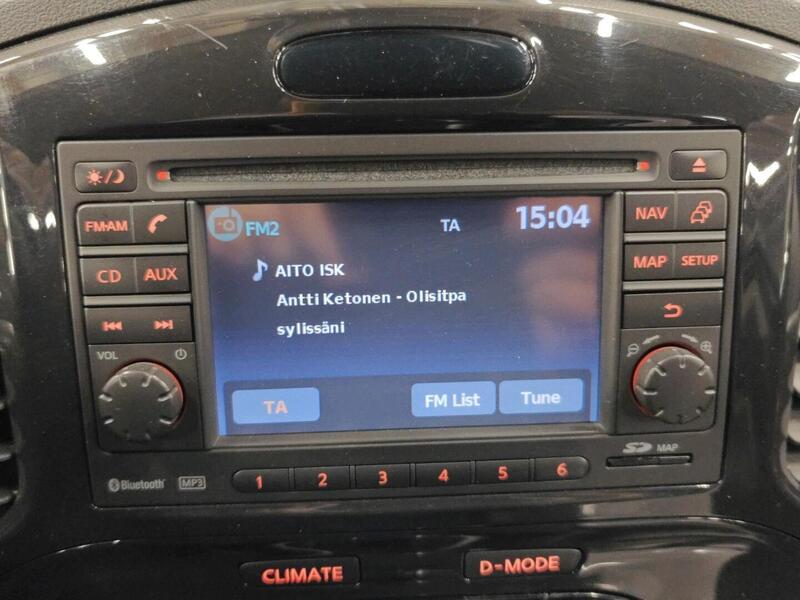 FM-AM
CD AUX
VOL
Bluetooth MP3
FM2 TA 15:04
AITO ISK
Antti Ketonen - Olisitpa
sylissäni
TA FM List Tune
1 2 3 4 5 6
NAV
MAP SETUP
SD MAP
CLIMATE D-MODE